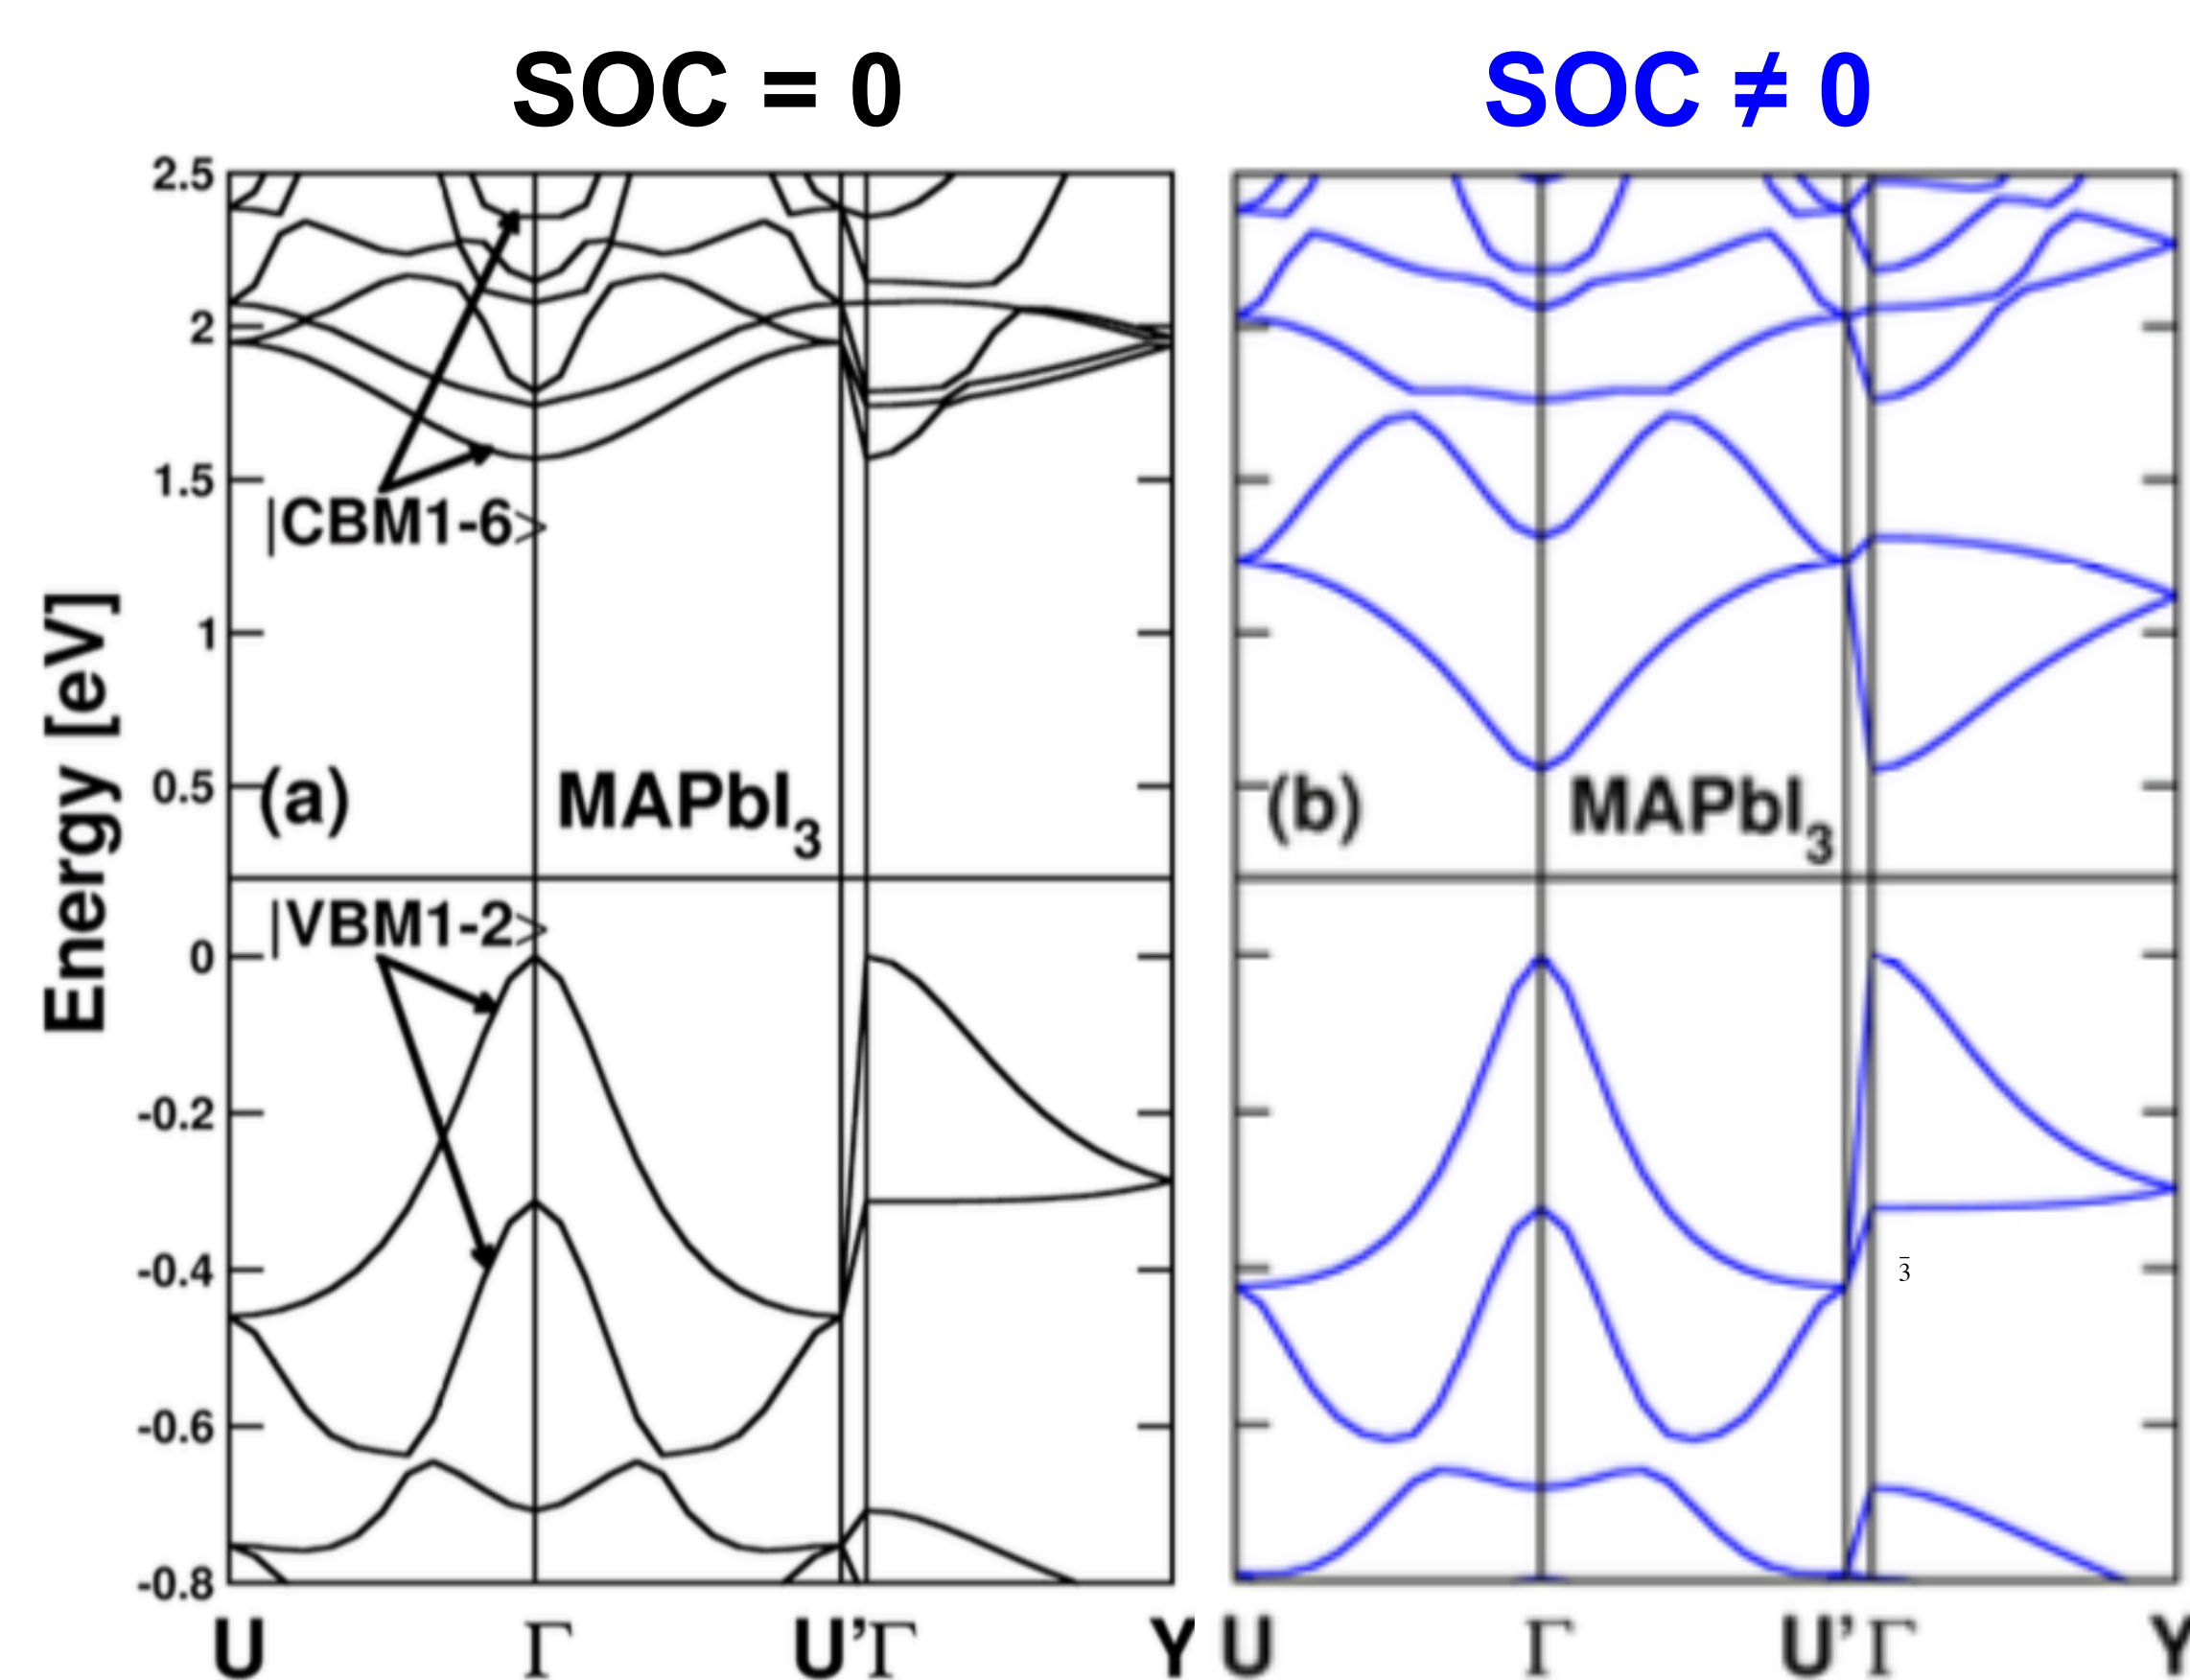 SOC = 0
SOC ≠ 0
Energy [eV]
2.5
2
1.5
1
0.5
0
-0.2
-0.4
-0.6
-0.8
|CBM1-6>
(a)
MAPbI3
|VBM1-2>
U
Γ
U'
Γ
Y
(b)
MAPbI3
3̄
U
Γ
U'
Γ
Y